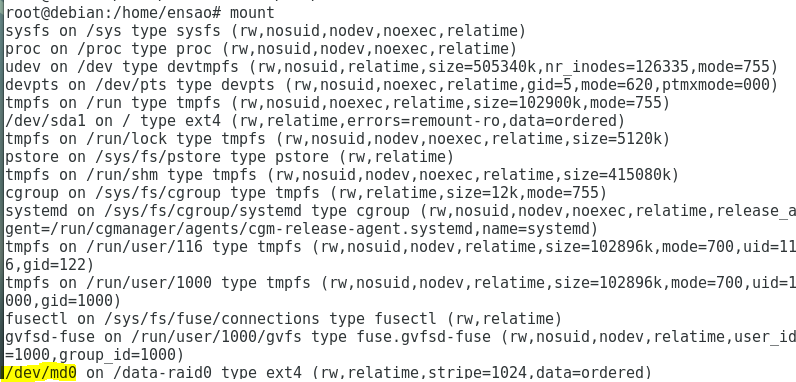 root@debian:/home/ensao# mount
sysfs on /sys type sysfs (rw,nosuid,nodev,noexec,relatime)
proc on /proc type proc (rw,nosuid,nodev,noexec,relatime)
udev on /dev type devtmpfs (rw,nosuid,relatime,size=505340k,nr_inodes=126335,mode=755)
devpts on /dev/pts type devpts (rw,nosuid,noexec,relatime,gid=5,mode=620,ptmxmode=000)
tmpfs on /run type tmpfs (rw,nosuid,noexec,relatime,size=102900k,mode=755)
/dev/sda1 on / type ext4 (rw,relatime,errors=remount-ro,data=ordered)
tmpfs on /run/lock type tmpfs (rw,nosuid,nodev,noexec,relatime,size=5120k)
pstore on /sys/fs/pstore type pstore (rw,relatime)
tmpfs on /run/shm type tmpfs (rw,nosuid,nodev,noexec,relatime,size=415080k)
cgroup on /sys/fs/cgroup type tmpfs (rw,relatime,size=12k,mode=755)
systemd on /sys/fs/cgroup/systemd type cgroup (rw,nosuid,nodev,noexec,relatime,release_a
gent=/run/cgmanager/agents/cgm-release-agent.systemd,name=systemd)
tmpfs on /run/user/116 type tmpfs (rw,nosuid,nodev,relatime,size=102896k,mode=700,uid=11
6,gid=122)
tmpfs on /run/user/1000 type tmpfs (rw,nosuid,nodev,relatime,size=102896k,mode=700,uid=1
000,gid=1000)
fusectl on /sys/fs/fuse/connections type fusectl (rw,relatime)
gvfsd-fuse on /run/user/1000/gvfs type fuse.gvfsd-fuse (rw,nosuid,nodev,relatime,user_id
=1000,group_id=1000)
/dev/md0 on /data-raid0 type ext4 (rw,relatime,stripe=1024,data=ordered)